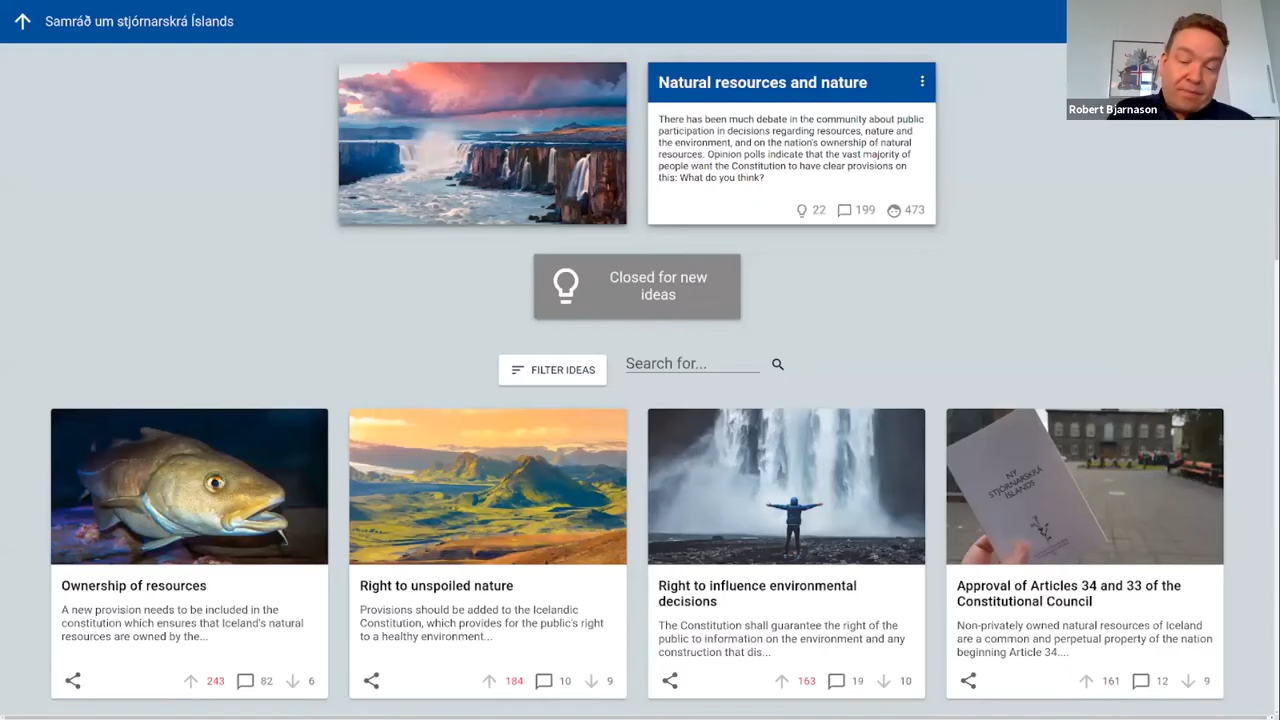 Samráð um stjórnarskrá Íslands
Robert Bjarnason
Natural resources and nature
There has been much debate in the community about public
participation in decisions regarding resources, nature and
the environment, and on the nation's ownership of natural
resources. Opinion polls indicate that the vast majority of
people want the Constitution to have clear provisions on
this: What do you think?
22 199 473
Closed for new
ideas
FILTER IDEAS
Search for...
NÝ
STJÓRNARSKRÁ
ÍSLANDS
Ownership of resources
A new provision needs to be included in the
constitution which ensures that Iceland's natural
resources are owned by the...
243 82 6
Right to unspoiled nature
Provisions should be added to the Icelandic
Constitution, which provides for the public's right
to a healthy environment...
184 10 9
Right to influence environmental
decisions
The Constitution shall guarantee the right of the
public to information on the environment and any
construction that dis...
163 19 10
Approval of Articles 34 and 33 of the
Constitutional Council
Non-privately owned natural resources of Iceland
are a common and perpetual property of the nation
beginning Article 34....
161 12 9